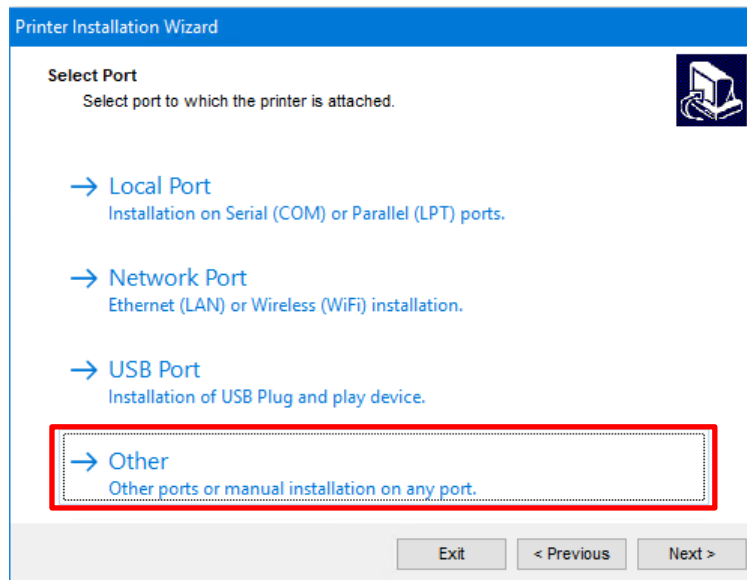 Printer Installation Wizard
Select Port
Select port to which the printer is attached.
→ Local Port
Installation on Serial (COM) or Parallel (LPT) ports.
→ Network Port
Ethernet (LAN) or Wireless (WiFi) installation.
→ USB Port
Installation of USB Plug and play device.
→ Other
Other ports or manual installation on any port.
Exit < Previous Next >